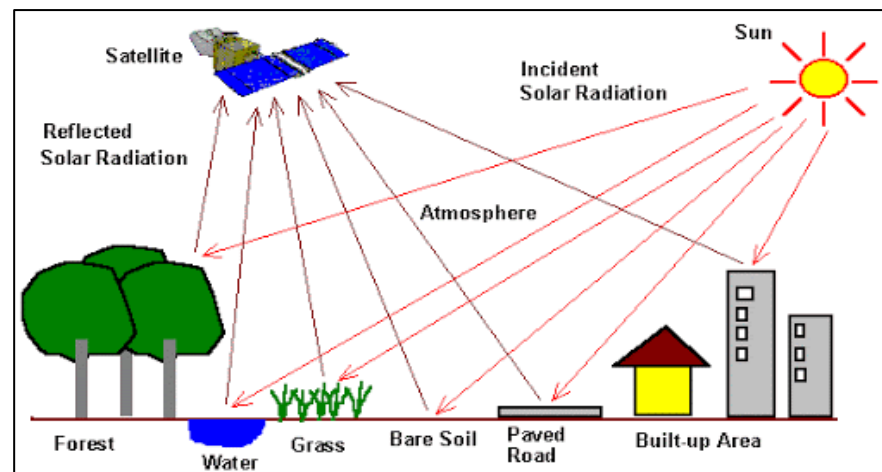 Satellite
Sun
Incident
Solar Radiation
Reflected
Solar Radiation
Atmosphere
Forest
Water
Grass
Bare Soil
Paved
Road
Built-up Area